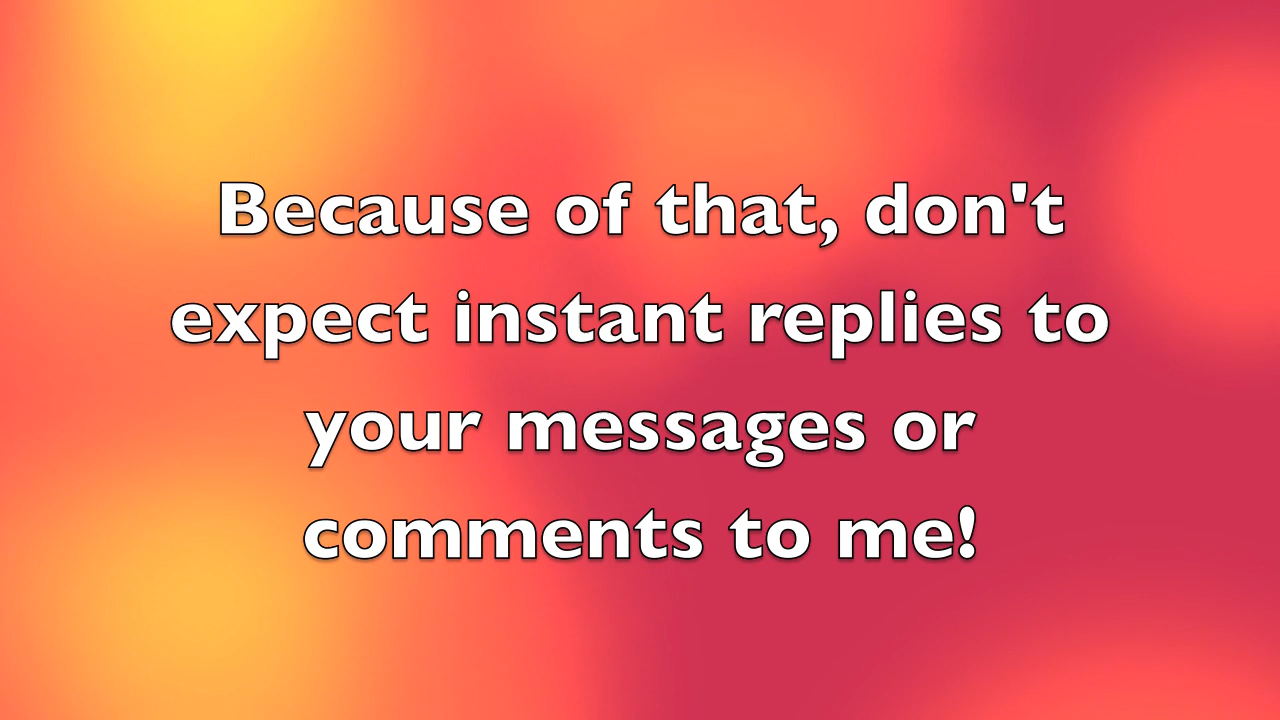 Because of that, don't
expect instant replies to
your messages or
comments to me!